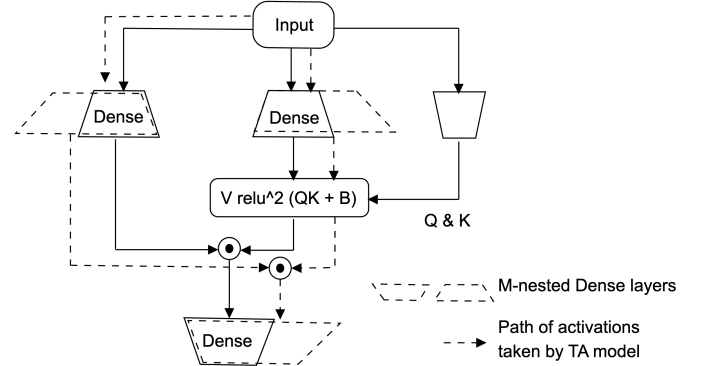 Input
Dense
Dense
V relu^2 (QK + B)
Q & K
M-nested Dense layers
Path of activations
taken by TA model
Dense